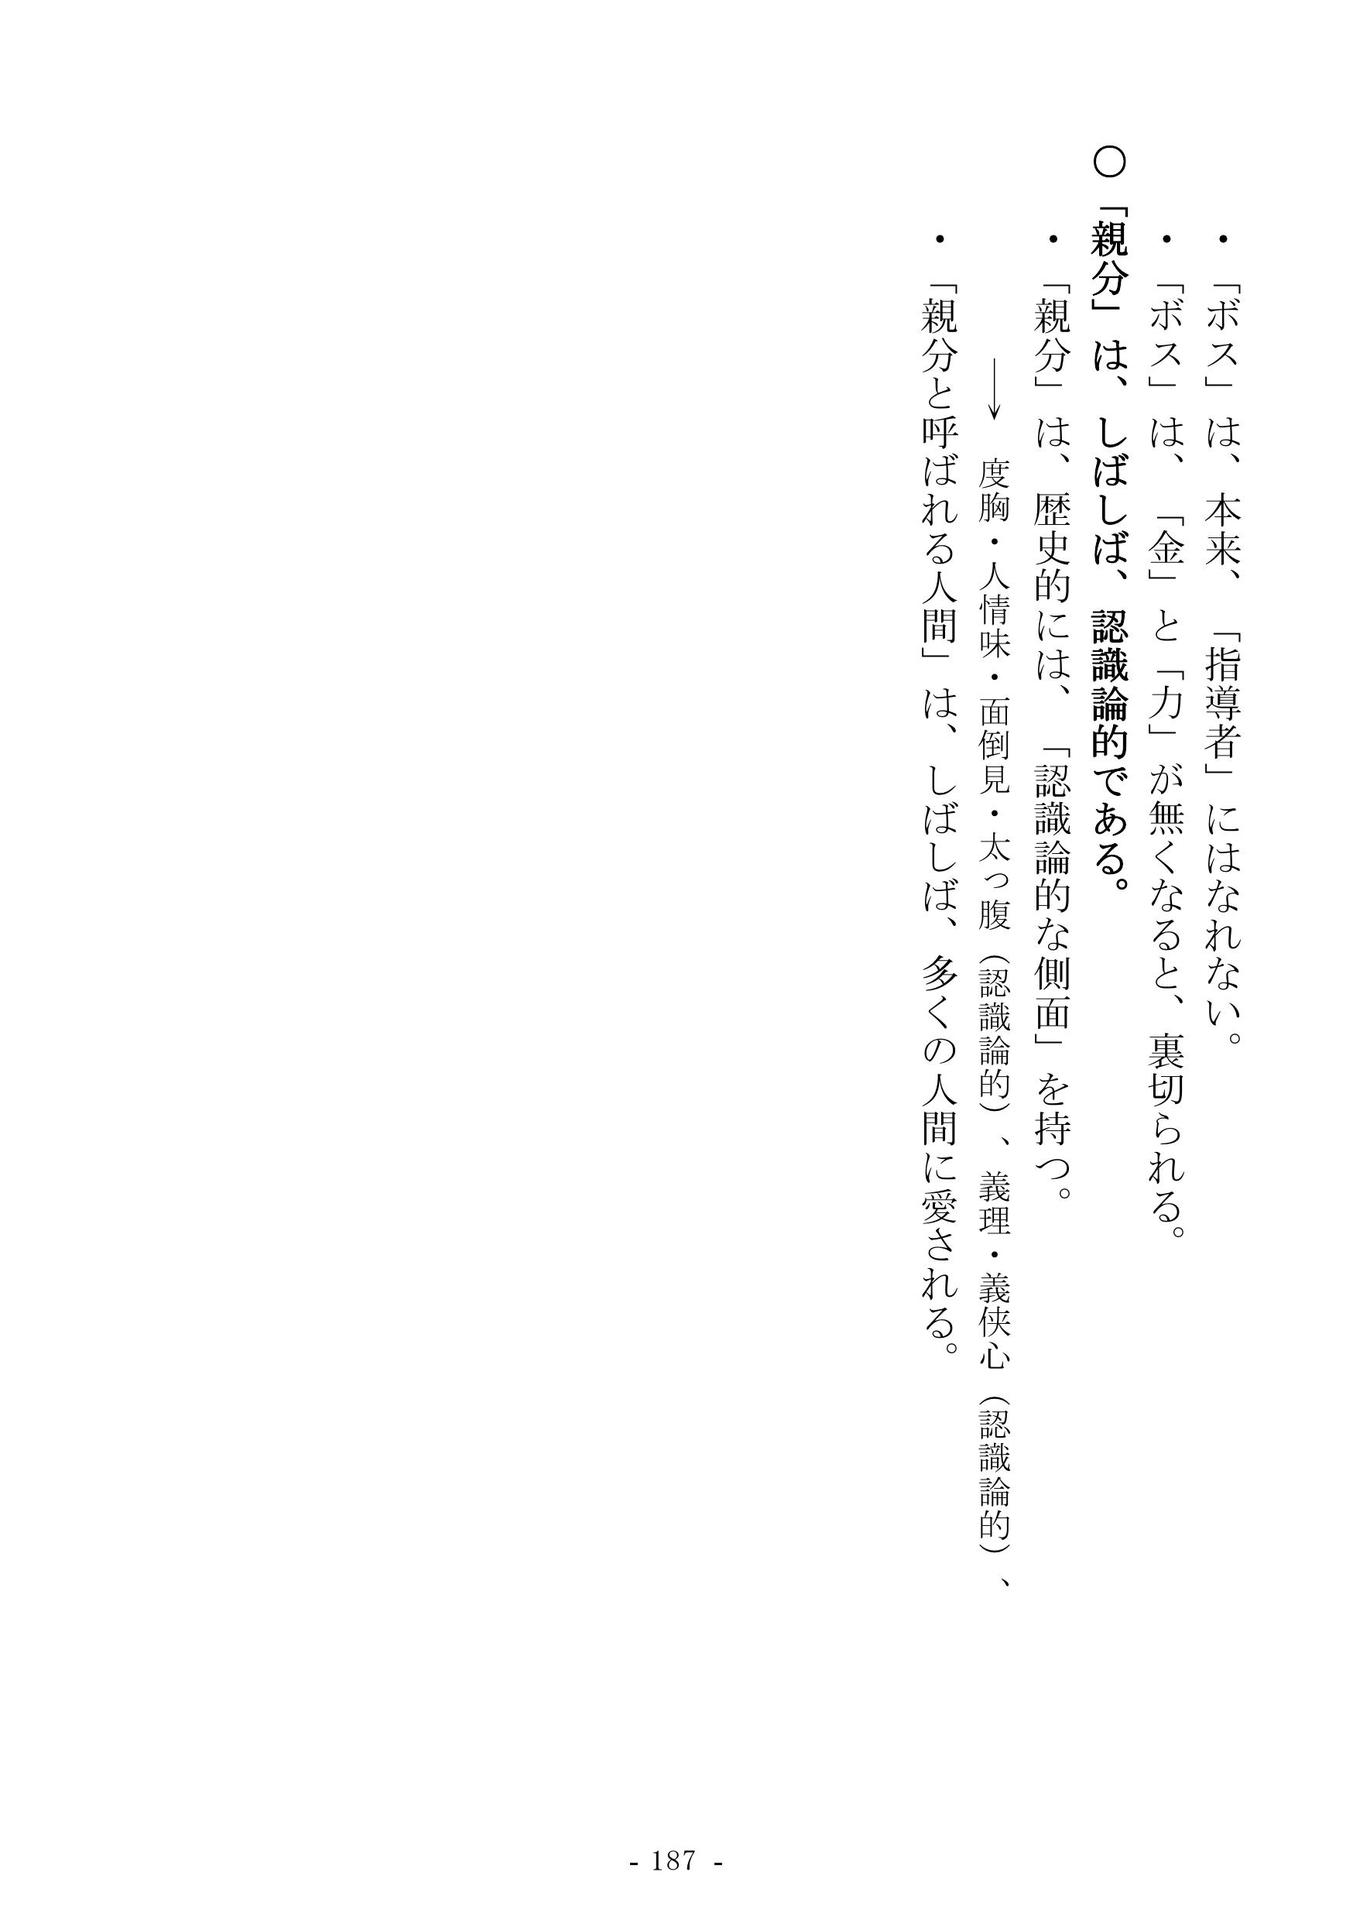 ・「ボス」は、本来、「指導者」にはなれない。
・「ボス」は、「金」と「力」が無くなると、裏切られる。
〇「親分」は、しばしば、認識論的である。
・「親分」は、歴史的には、「認識論的な側面」を持つ。
→ 度胸・人情味・面倒見・太っ腹（認識論的）、義理・義侠心（認識論的）、
・「親分と呼ばれる人間」は、しばしば、多くの人間に愛される。
- 187 -